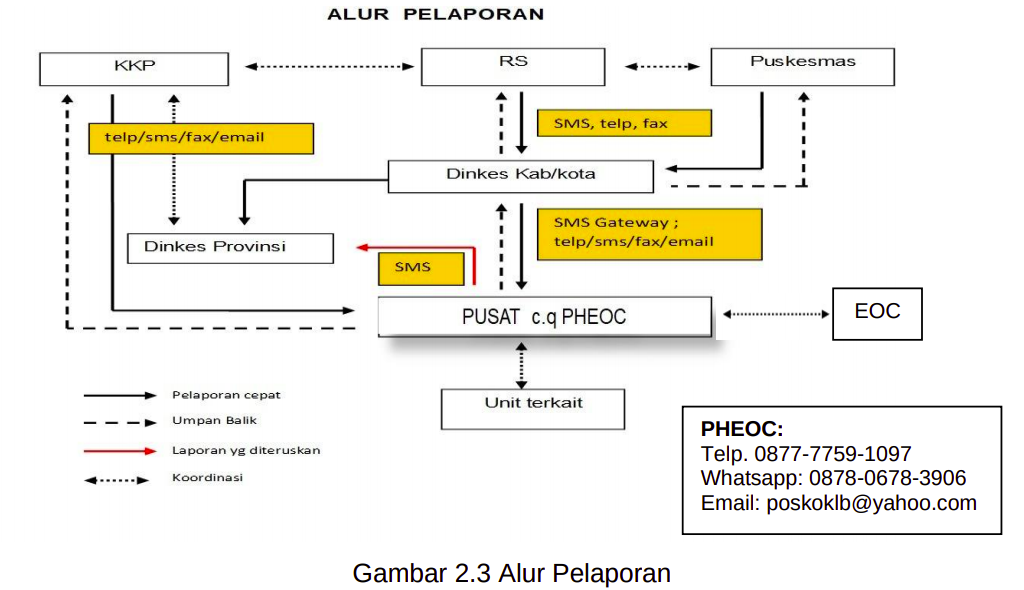 ALUR PELAPORAN
KKP
RS
Puskesmas
telp/sms/fax/email
SMS, telp, fax
Dinkes Kab/kota
Dinkes Provinsi
SMS Gateway ;
telp/sms/fax/email
SMS
PUSAT c.q PHEOC
EOC
Unit terkait
Pelaporan cepat
Umpan Balik
Laporan yg diteruskan
Koordinasi
PHEOC:
Telp. 0877-7759-1097
Whatsapp: 0878-0678-3906
Email: poskoklb@yahoo.com
Gambar 2.3 Alur Pelaporan